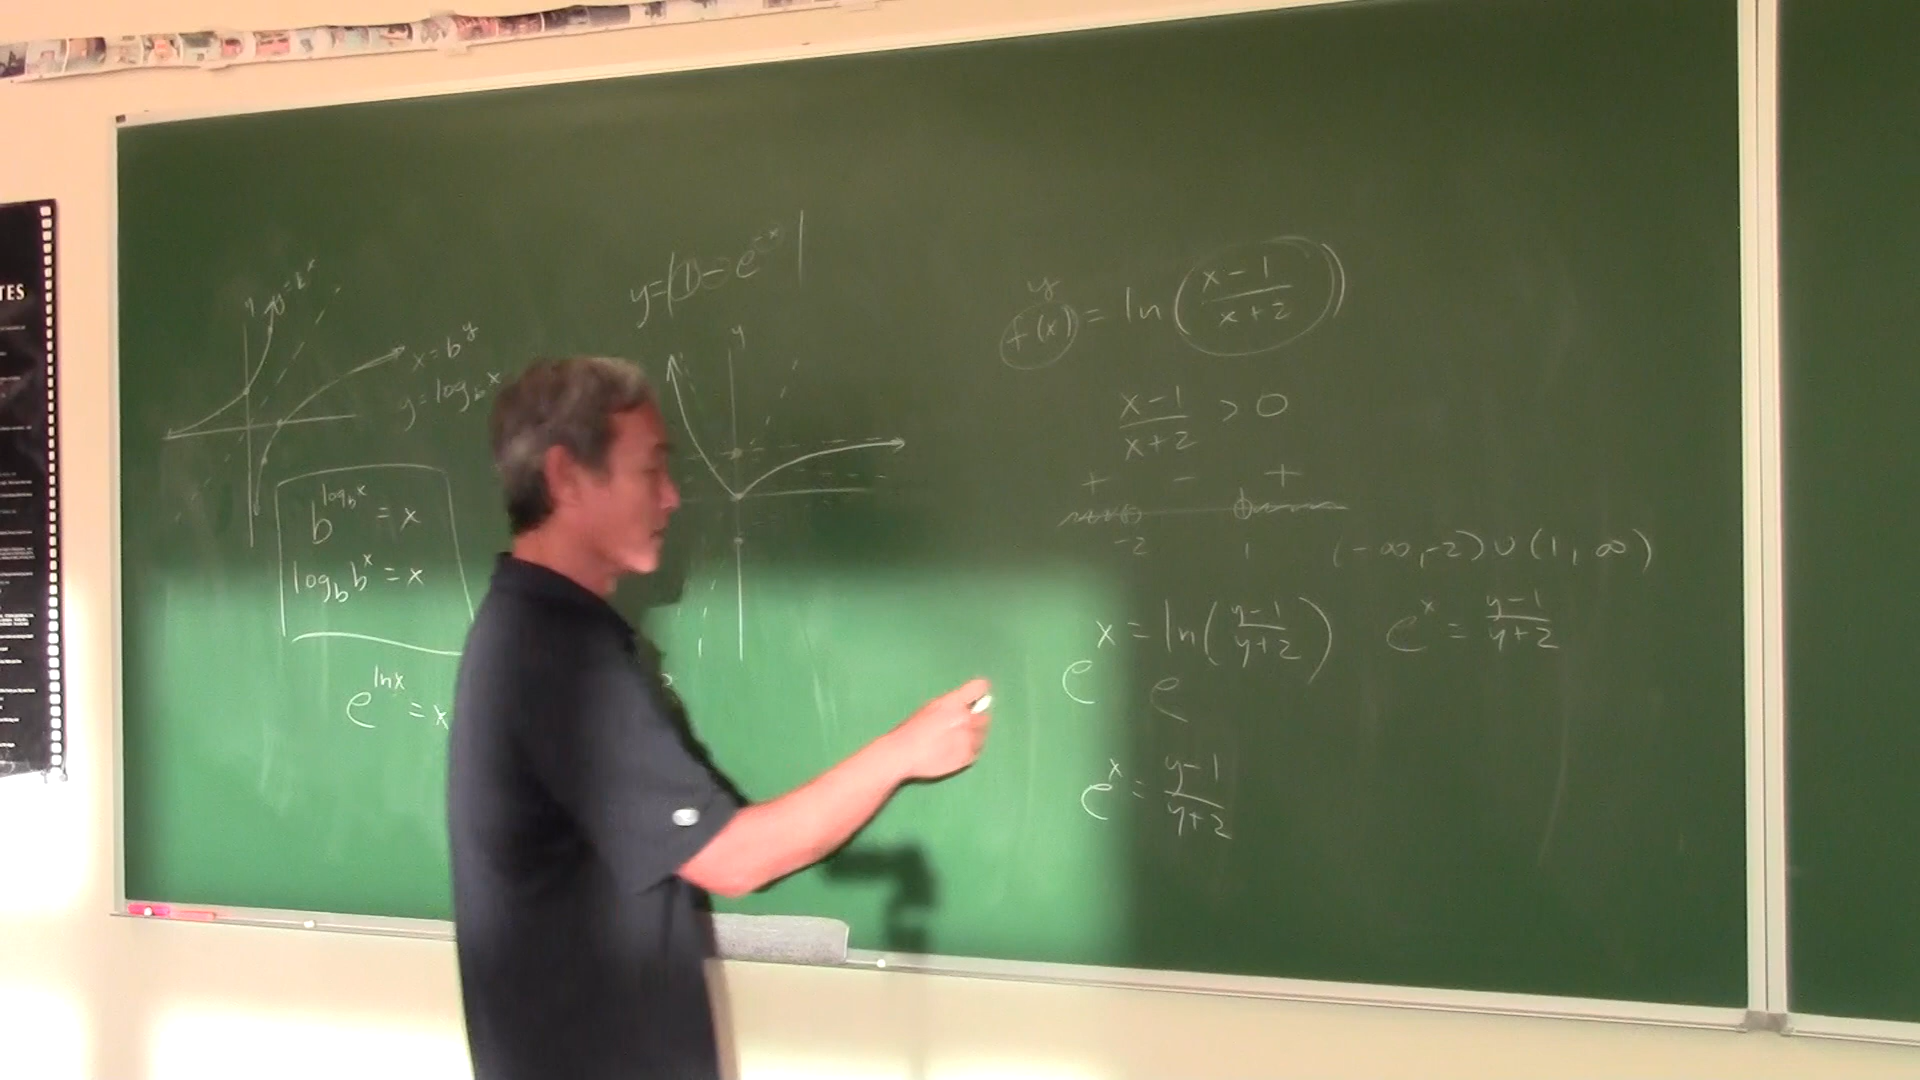 TES
y
y = b^x
x = b^y
y = log_b x
b^{log_b x} = x
log_b b^x = x
e^{ln x} = x
y = |1 - e^{-x}|
y
y
f(x) = ln((x-1)/(x+2))
(x-1)/(x+2) > 0
+ - +
-2 1 (-∞, -2) ∪ (1, ∞)
x = ln((y-1)/(y+2)) e^x = (y-1)/(y+2)
e e
e^x = (y-1)/(y+2)